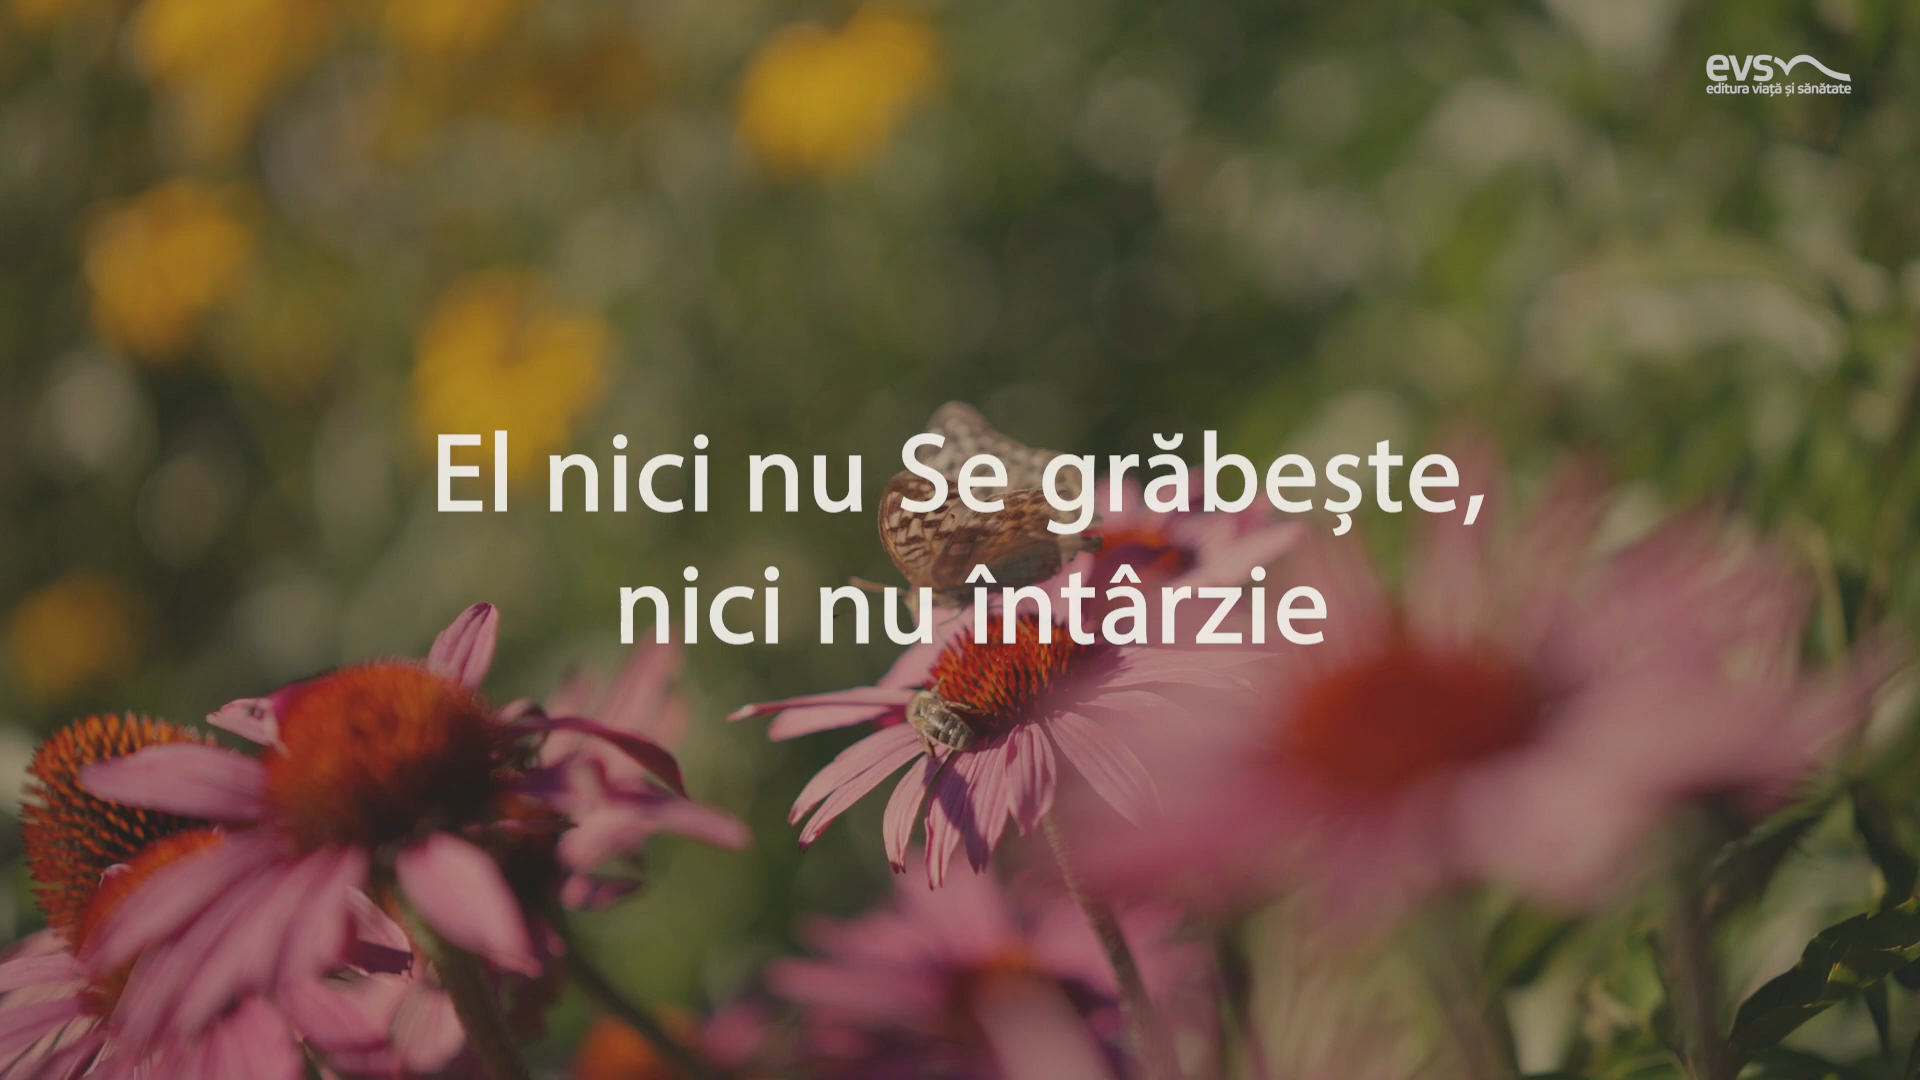 evs
editura viață și sănătate
El nici nu Se grăbește,
nici nu întârzie